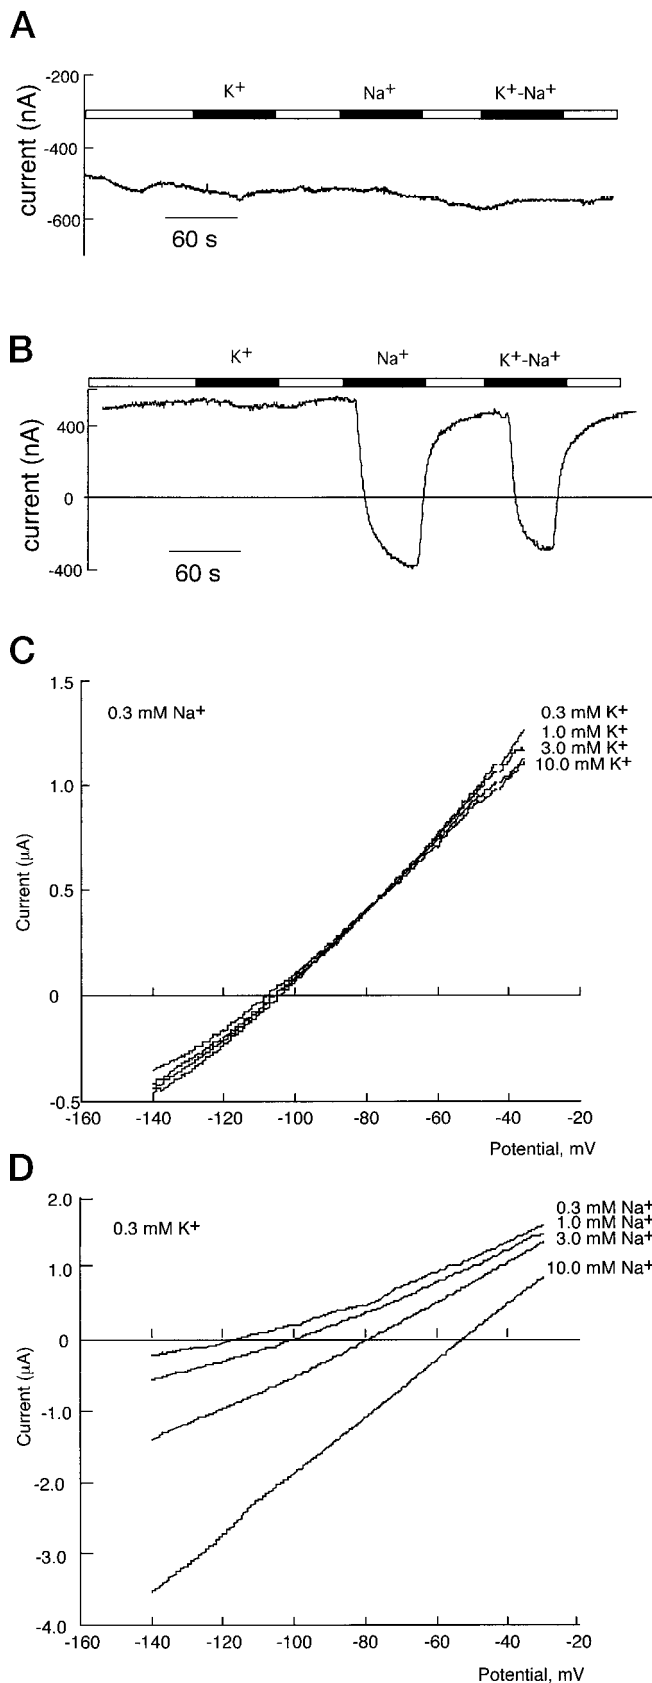 A
-200
K+ Na+ K+-Na+
-400
-600
current (nA)
60 s
B
K+ Na+ K+-Na+
400
0
-400
current (nA)
60 s
C
1.5
0.3 mM Na+
0.3 mM K+
1.0 mM K+
3.0 mM K+
10.0 mM K+
1.0
0.5
0
-0.5
Current (μA)
-160 -140 -120 -100 -80 -60 -40 -20
Potential, mV
D
2.0
0.3 mM K+
0.3 mM Na+
1.0 mM Na+
3.0 mM Na+
10.0 mM Na+
1.0
0
-1.0
-2.0
-3.0
-4.0
Current (μA)
-160 -140 -120 -100 -80 -60 -40 -20
Potential, mV